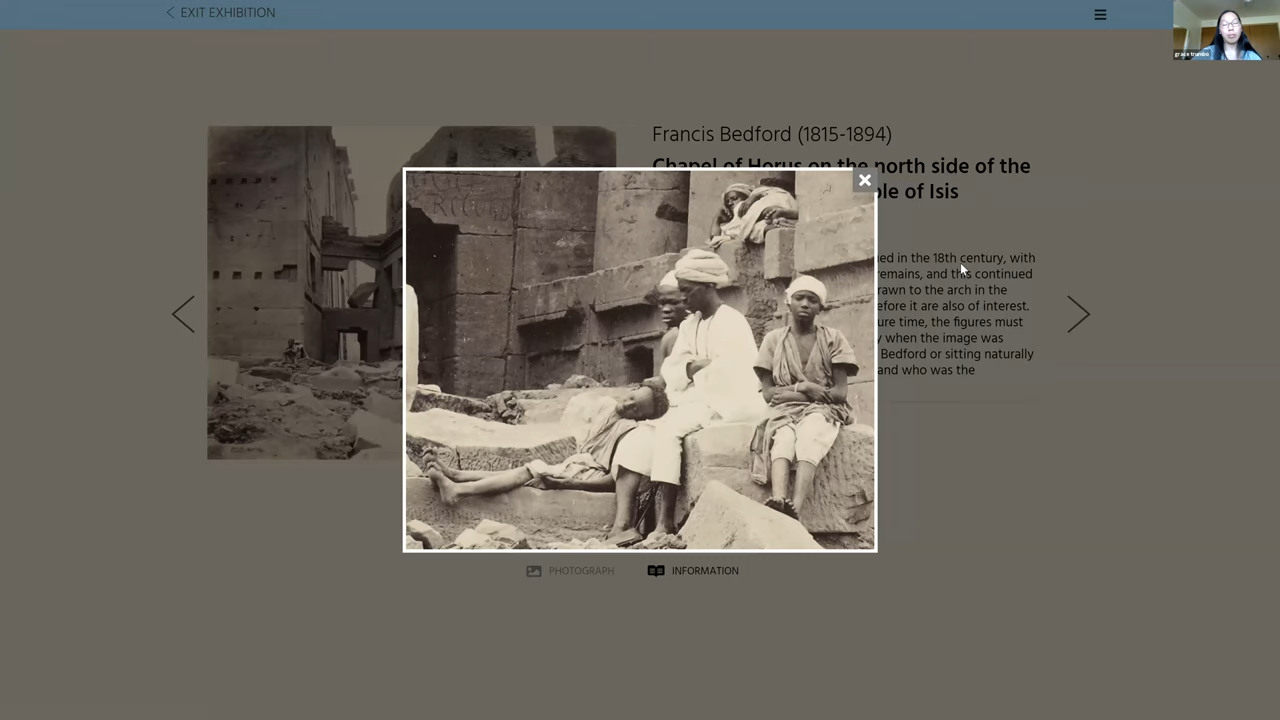 EXIT EXHIBITION
grace trumbo
Francis Bedford (1815-1894)
Chapel of Horus on the north side of the
ple of Isis
ed in the 18th century, with
remains, and this continued
rawn to the arch in the
efore it are also of interest.
ure time, the figures must
y when the image was
Bedford or sitting naturally
and who was the
PHOTOGRAPH
INFORMATION